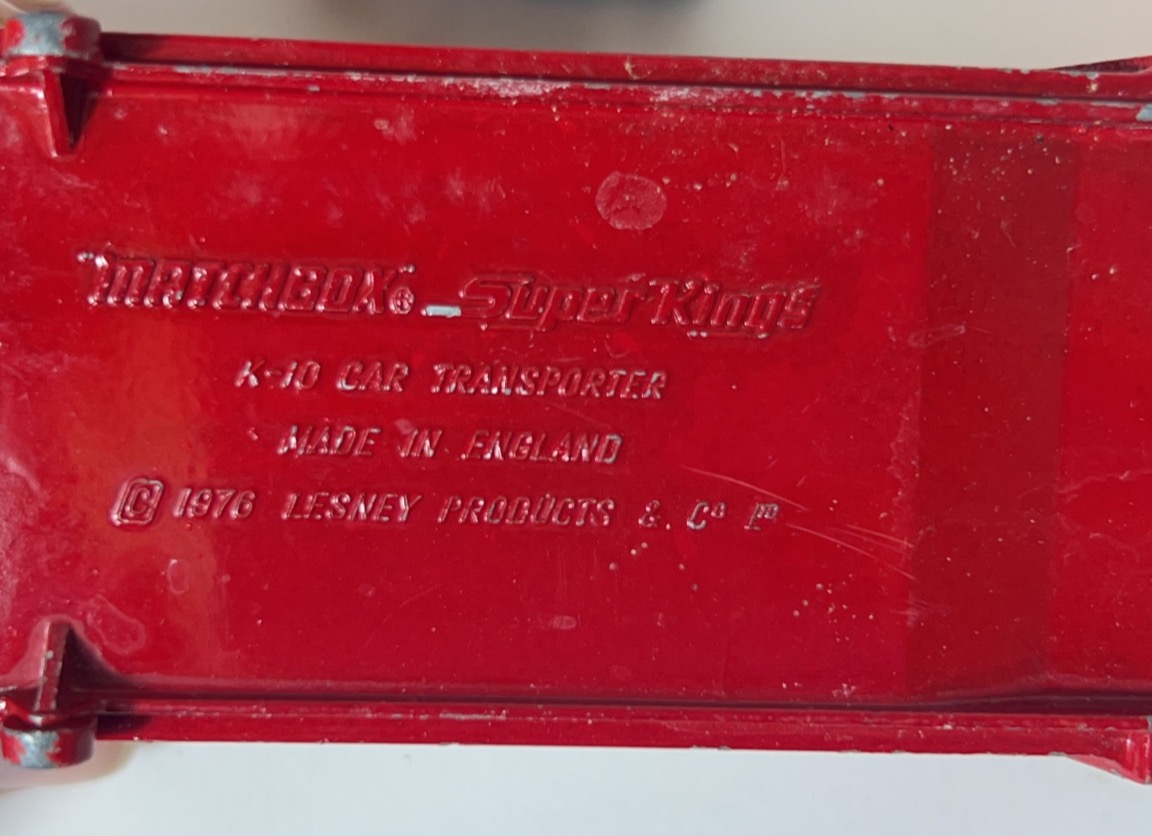 MATCHBOX® Super Kings
K-10 CAR TRANSPORTER
MADE IN ENGLAND
© 1976 LESNEY PRODUCTS & Cº Lᵀᴰ